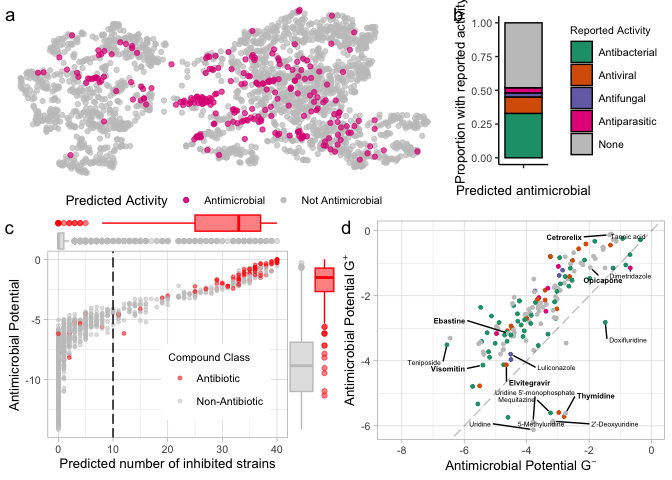 a
Predicted Activity
Antimicrobial
Not Antimicrobial
b
Proportion with reported activity
1.00
0.75
0.50
0.25
0.00
Predicted antimicrobial
Reported Activity
Antibacterial
Antiviral
Antifungal
Antiparasitic
None
c
Antimicrobial Potential
0
-5
-10
Compound Class
Antibiotic
Non-Antibiotic
0
10
20
30
40
Predicted number of inhibited strains
d
Antimicrobial Potential G+
0
-2
-4
-6
Cetrorelix
Tannic acid
Dimetridazole
Opicapone
Ebastine
Doxifluridine
Teniposide
Visomitin
Luliconazole
Elvitegravir
Uridine 5'-monophosphate
Mequitazine
Thymidine
Uridine
5-Methyluridine
2'-Deoxyuridine
-8
-6
-4
-2
0
Antimicrobial Potential G−